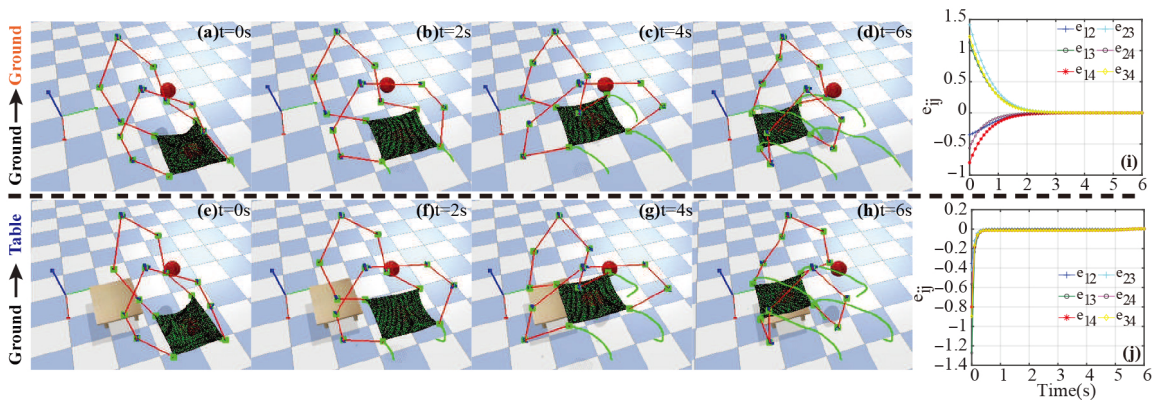 Ground → Ground
(a)t=0s
(b)t=2s
(c)t=4s
(d)t=6s
1.5
1
0.5
0
−0.5
−1
e_ij
e12 e23
e13 e24
e14 e34
(i)
0 1 2 3 4 5 6
Ground → Table
(e)t=0s
(f)t=2s
(g)t=4s
(h)t=6s
0.2
0
−0.2
−0.4
−0.6
−0.8
−1
−1.2
−1.4
e_ij
e12 e23
e13 e24
e14 e34
(j)
0 1 2 3 4 5 6
Time(s)